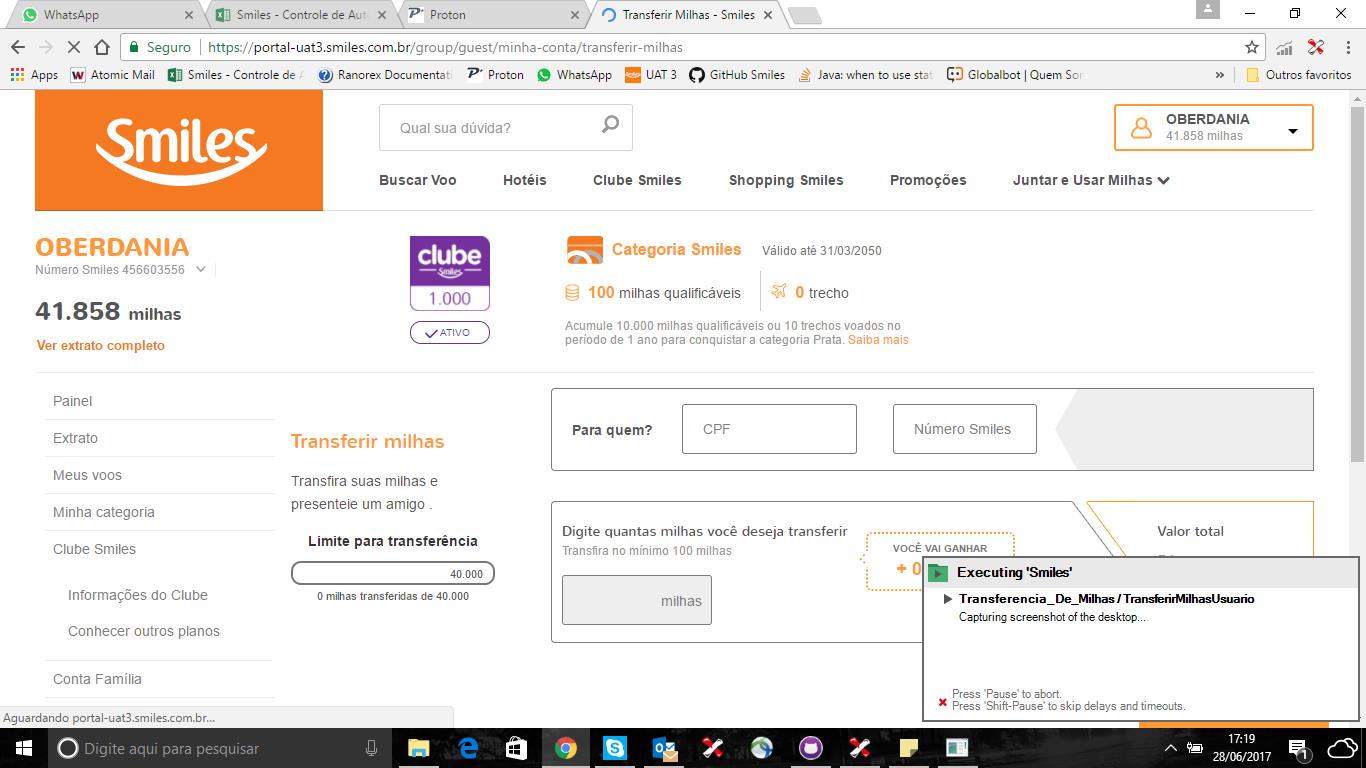 WhatsApp
Smiles - Controle de Aut
Proton
Transferir Milhas - Smiles
Seguro
https://portal-uat3.smiles.com.br/group/guest/minha-conta/transferir-milhas
Apps
Atomic Mail
Smiles - Controle de A
Ranorex Documentati
Proton
WhatsApp
UAT 3
GitHub Smiles
Java: when to use stat
Globalbot | Quem Son
»
Outros favoritos
Smiles
Qual sua dúvida?
OBERDANIA
41.858 milhas
Buscar Voo
Hotéis
Clube Smiles
Shopping Smiles
Promoções
Juntar e Usar Milhas
OBERDANIA
Número Smiles 456603556
41.858 milhas
Ver extrato completo
clube
Smiles
1.000
ATIVO
Categoria Smiles
Válido até 31/03/2050
100 milhas qualificáveis
0 trecho
Acumule 10.000 milhas qualificáveis ou 10 trechos voados no
período de 1 ano para conquistar a categoria Prata. Saiba mais
Painel
Extrato
Meus voos
Minha categoria
Clube Smiles
Informações do Clube
Conhecer outros planos
Conta Família
Transferir milhas
Transfira suas milhas e
presenteie um amigo .
Limite para transferência
40.000
0 milhas transferidas de 40.000
Para quem?
CPF
Número Smiles
Digite quantas milhas você deseja transferir
Transfira no mínimo 100 milhas
milhas
VOCÊ VAI GANHAR
+ 0
Valor total
Executing 'Smiles'
Transferencia_De_Milhas / TransferirMilhasUsuario
Capturing screenshot of the desktop...
Press 'Pause' to abort.
Press 'Shift-Pause' to skip delays and timeouts.
Aguardando portal-uat3.smiles.com.br...
Digite aqui para pesquisar
17:19
28/06/2017
1